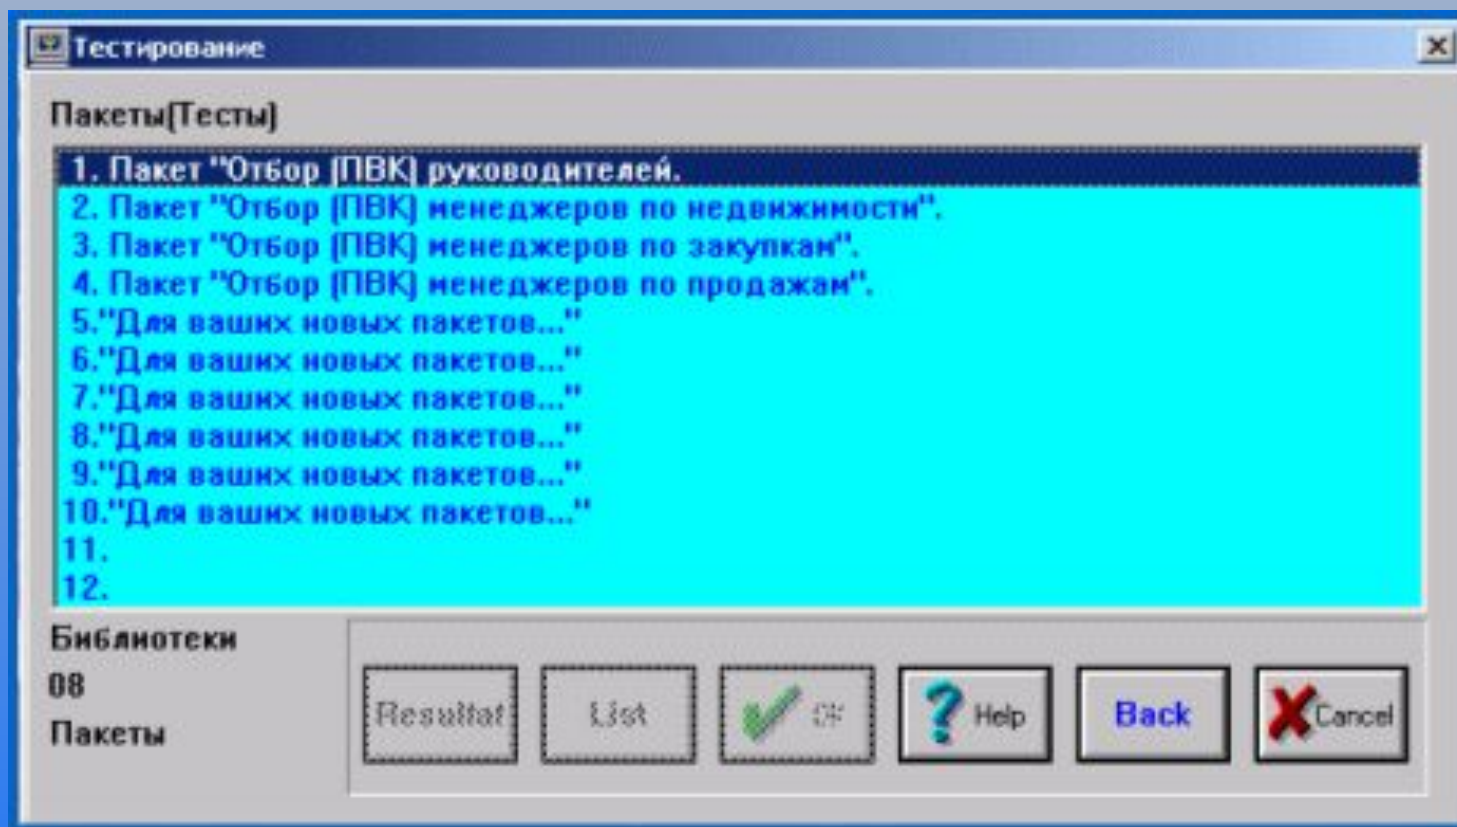 Тестирование
Пакеты(Тесты)
1. Пакет "Отбор (ПВК) руководителей.
2. Пакет "Отбор (ПВК) менеджеров по недвижимости".
3. Пакет "Отбор (ПВК) менеджеров по закупкам".
4. Пакет "Отбор (ПВК) менеджеров по продажам".
5."Для ваших новых пакетов..."
6."Для ваших новых пакетов..."
7."Для ваших новых пакетов..."
8."Для ваших новых пакетов..."
9."Для ваших новых пакетов..."
10."Для ваших новых пакетов..."
11.
12.
Библиотеки
08
Пакеты
Resultat List OK Help Back Cancel